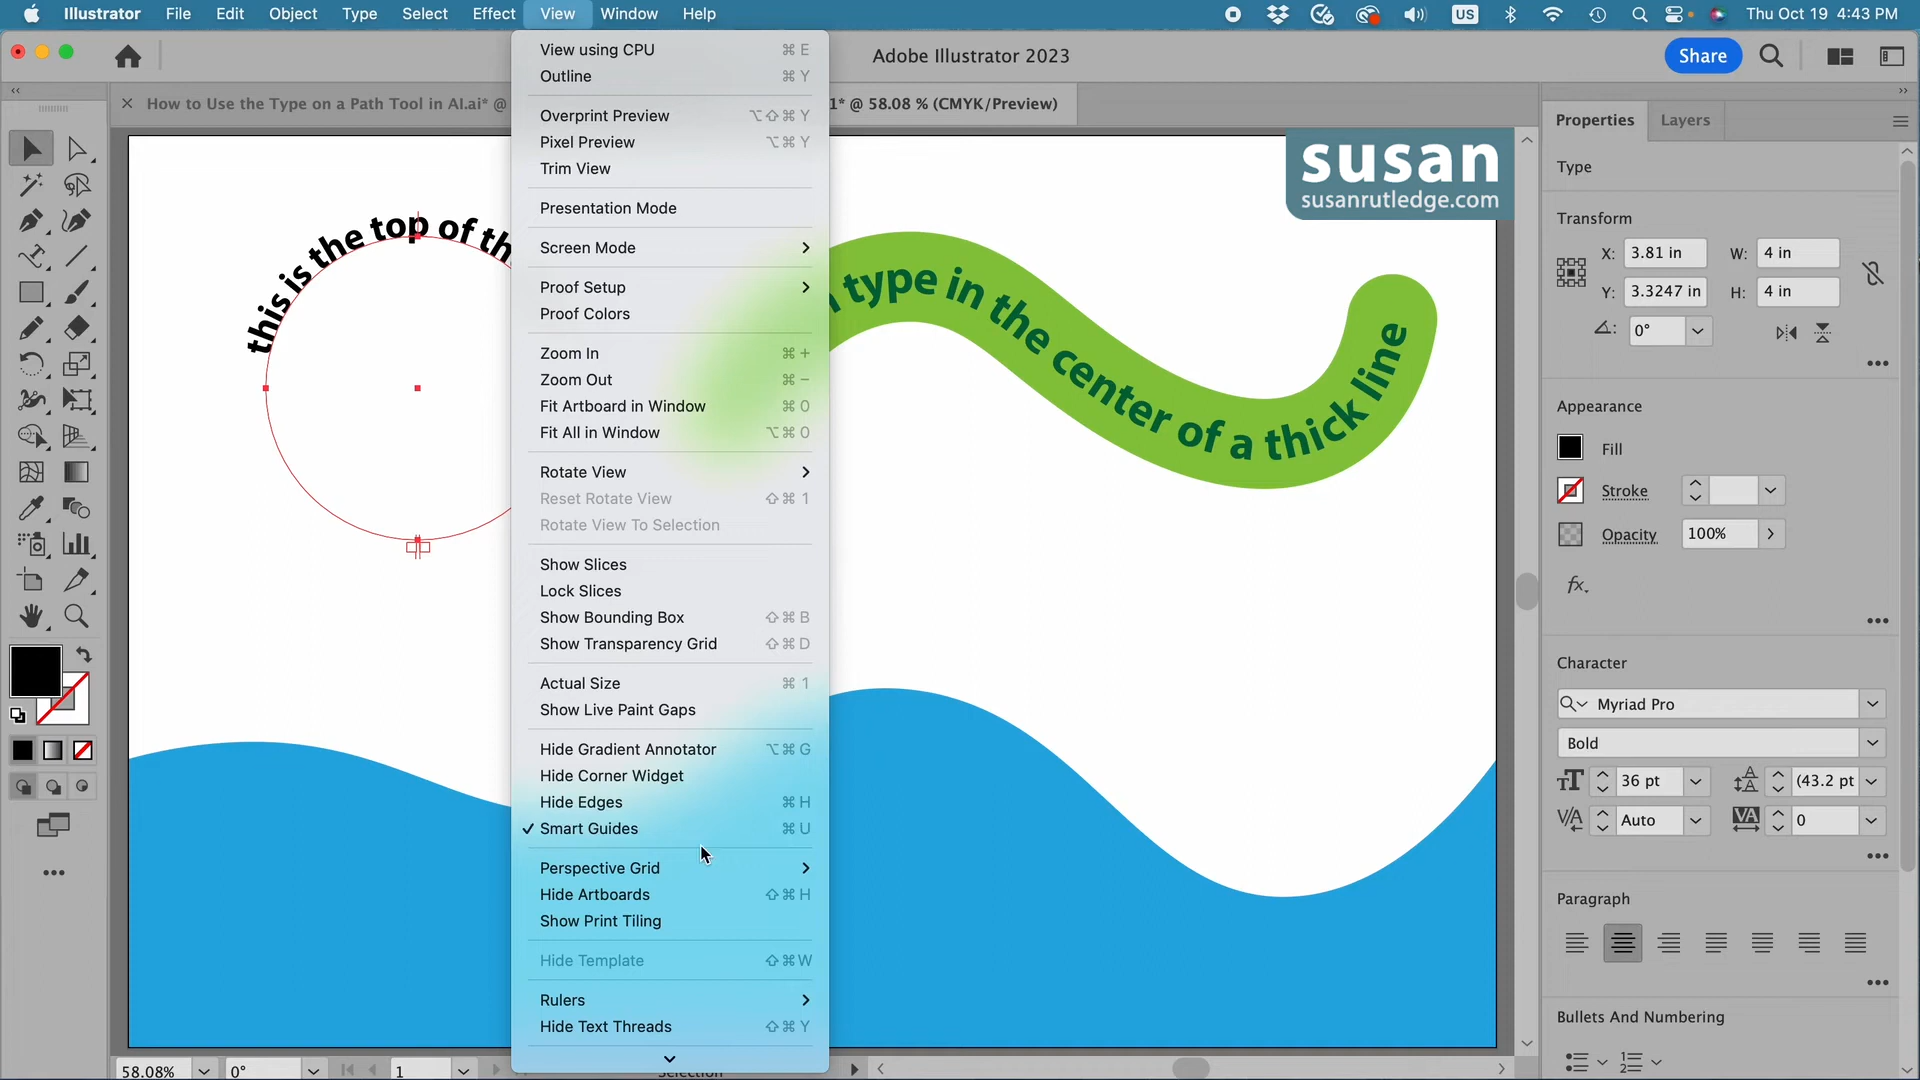 Illustrator File Edit Object Type Select Effect View Window Help
US Thu Oct 19 4:43 PM
Adobe Illustrator 2023
Share
How to Use the Type on a Path Tool in AI.ai* @
1* @ 58.08 % (CMYK/Preview)
View using CPU ⌘ E
Outline ⌘ Y
Overprint Preview ⌥⇧⌘ Y
Pixel Preview ⌥⌘ Y
Trim View
Presentation Mode
Screen Mode
Proof Setup
Proof Colors
Zoom In ⌘ +
Zoom Out ⌘ −
Fit Artboard in Window ⌘ 0
Fit All in Window ⌥⌘ 0
Rotate View
Reset Rotate View ⇧⌘ 1
Rotate View To Selection
Show Slices
Lock Slices
Show Bounding Box ⇧⌘ B
Show Transparency Grid ⇧⌘ D
Actual Size ⌘ 1
Show Live Paint Gaps
Hide Gradient Annotator ⌥⌘ G
Hide Corner Widget
Hide Edges ⌘ H
✓ Smart Guides ⌘ U
Perspective Grid
Hide Artboards ⇧⌘ H
Show Print Tiling
Hide Template ⇧⌘ W
Rulers
Hide Text Threads ⇧⌘ Y
this is the top of th
type in the center of a thick line
susan
susanrutledge.com
Properties Layers
Type
Transform
X: 3.81 in W: 4 in
Y: 3.3247 in H: 4 in
0°
Appearance
Fill
Stroke
Opacity 100%
fx.
Character
Myriad Pro
Bold
36 pt (43.2 pt
Auto 0
Paragraph
Bullets And Numbering
58.08% 0° 1 Selection